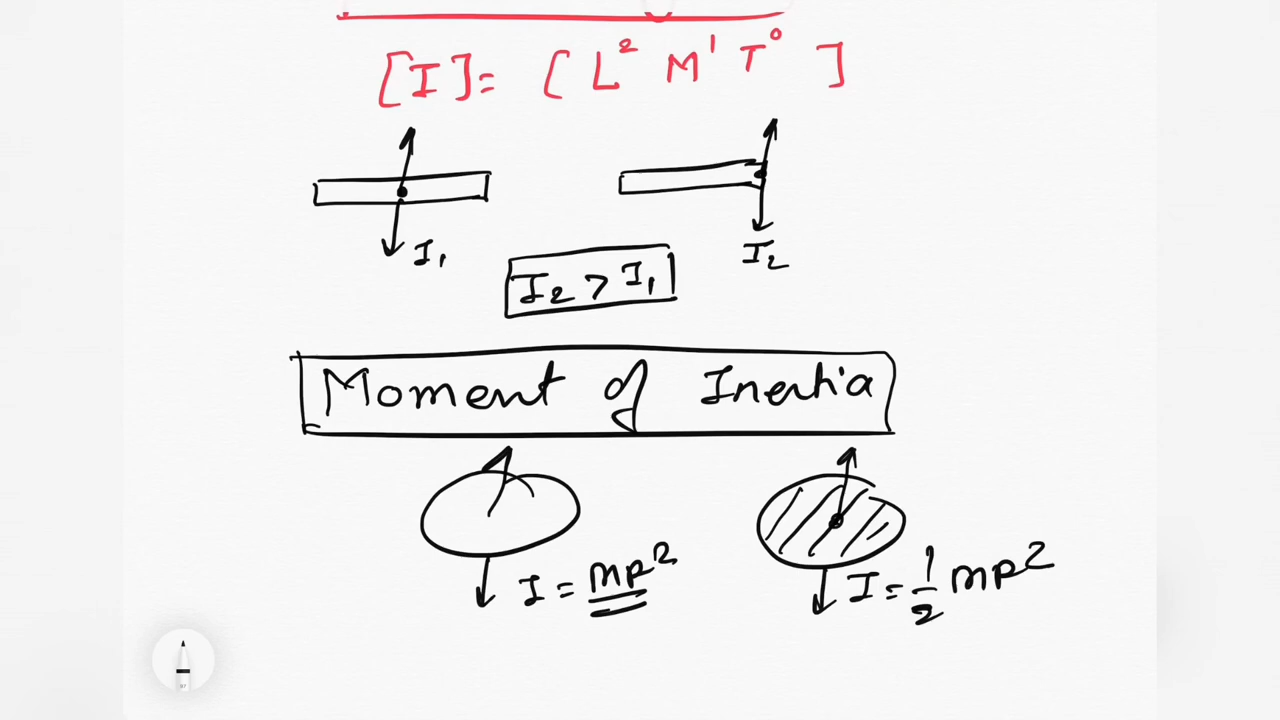 [I] = [L² M¹ T⁰]
I₁
I₂
I₂ > I₁
Moment of Inertia
I = mR²
I = 1/2 mR²